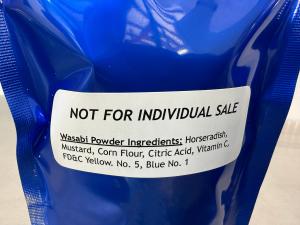 NOT FOR INDIVIDUAL SALE
Wasabi Powder Ingredients: Horseradish,
Mustard, Corn Flour, Citric Acid, Vitamin C,
FD&C Yellow. No. 5, Blue No. 1